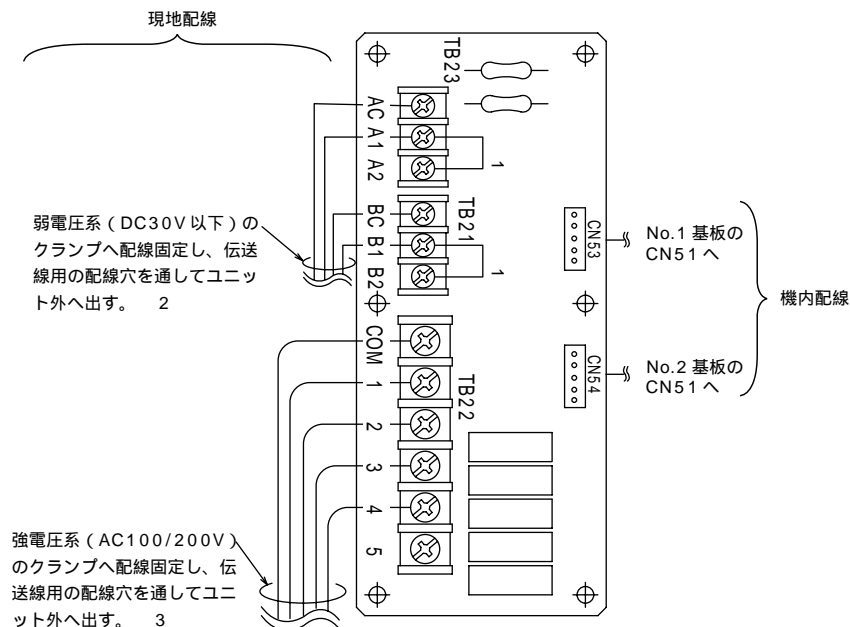 現地配線
TB23
AC
A1
A2
1
BC
B1
B2
TB21
1
弱電圧系（DC30V以下）の
クランプへ配線固定し、伝送
線用の配線穴を通してユニッ
ト外へ出す。　2
CN53
No.1 基板の
CN51へ
機内配線
CN54
No.2 基板の
CN51へ
COM
1
2
3
4
5
TB22
強電圧系（AC100/200V）
のクランプへ配線固定し、伝
送線用の配線穴を通してユニ
ット外へ出す。　3